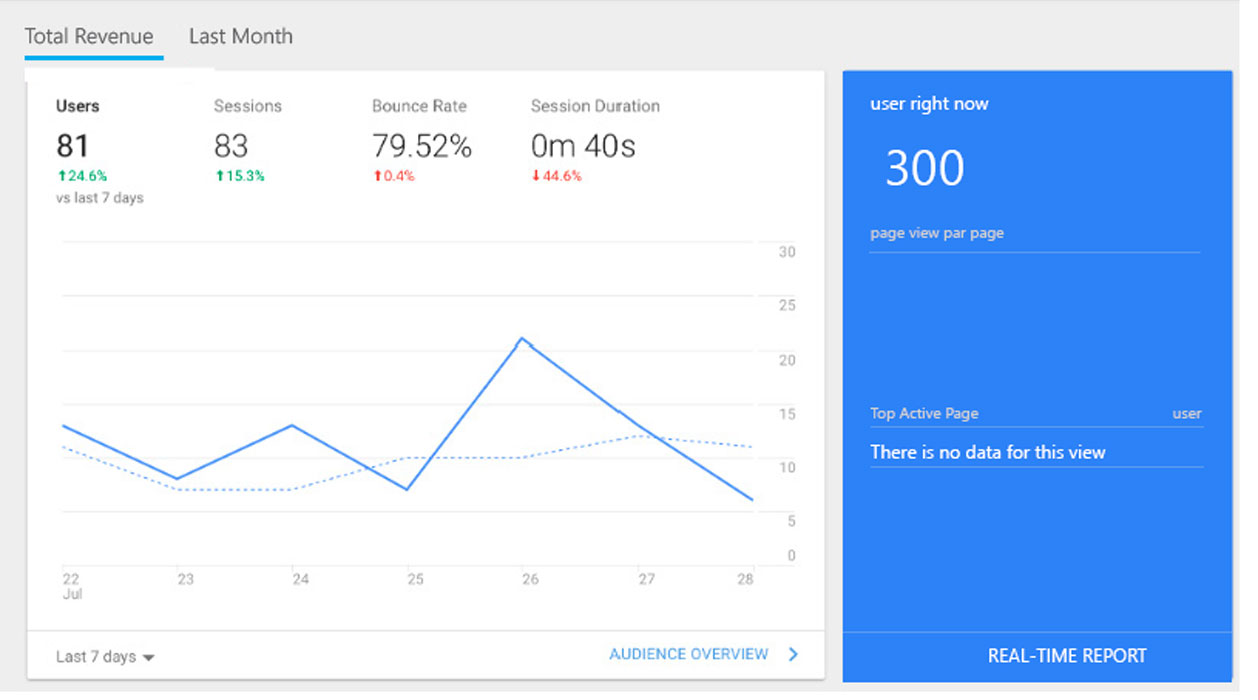 Total Revenue Last Month
Users Sessions Bounce Rate Session Duration
81 83 79.52% 0m 40s
⬆24.6% ⬆15.3% ⬆0.4% ⬇44.6%
vs last 7 days
30
25
20
15
10
5
0
22 23 24 25 26 27 28
Jul
Last 7 days
AUDIENCE OVERVIEW
user right now
300
page view par page
Top Active Page user
There is no data for this view
REAL-TIME REPORT